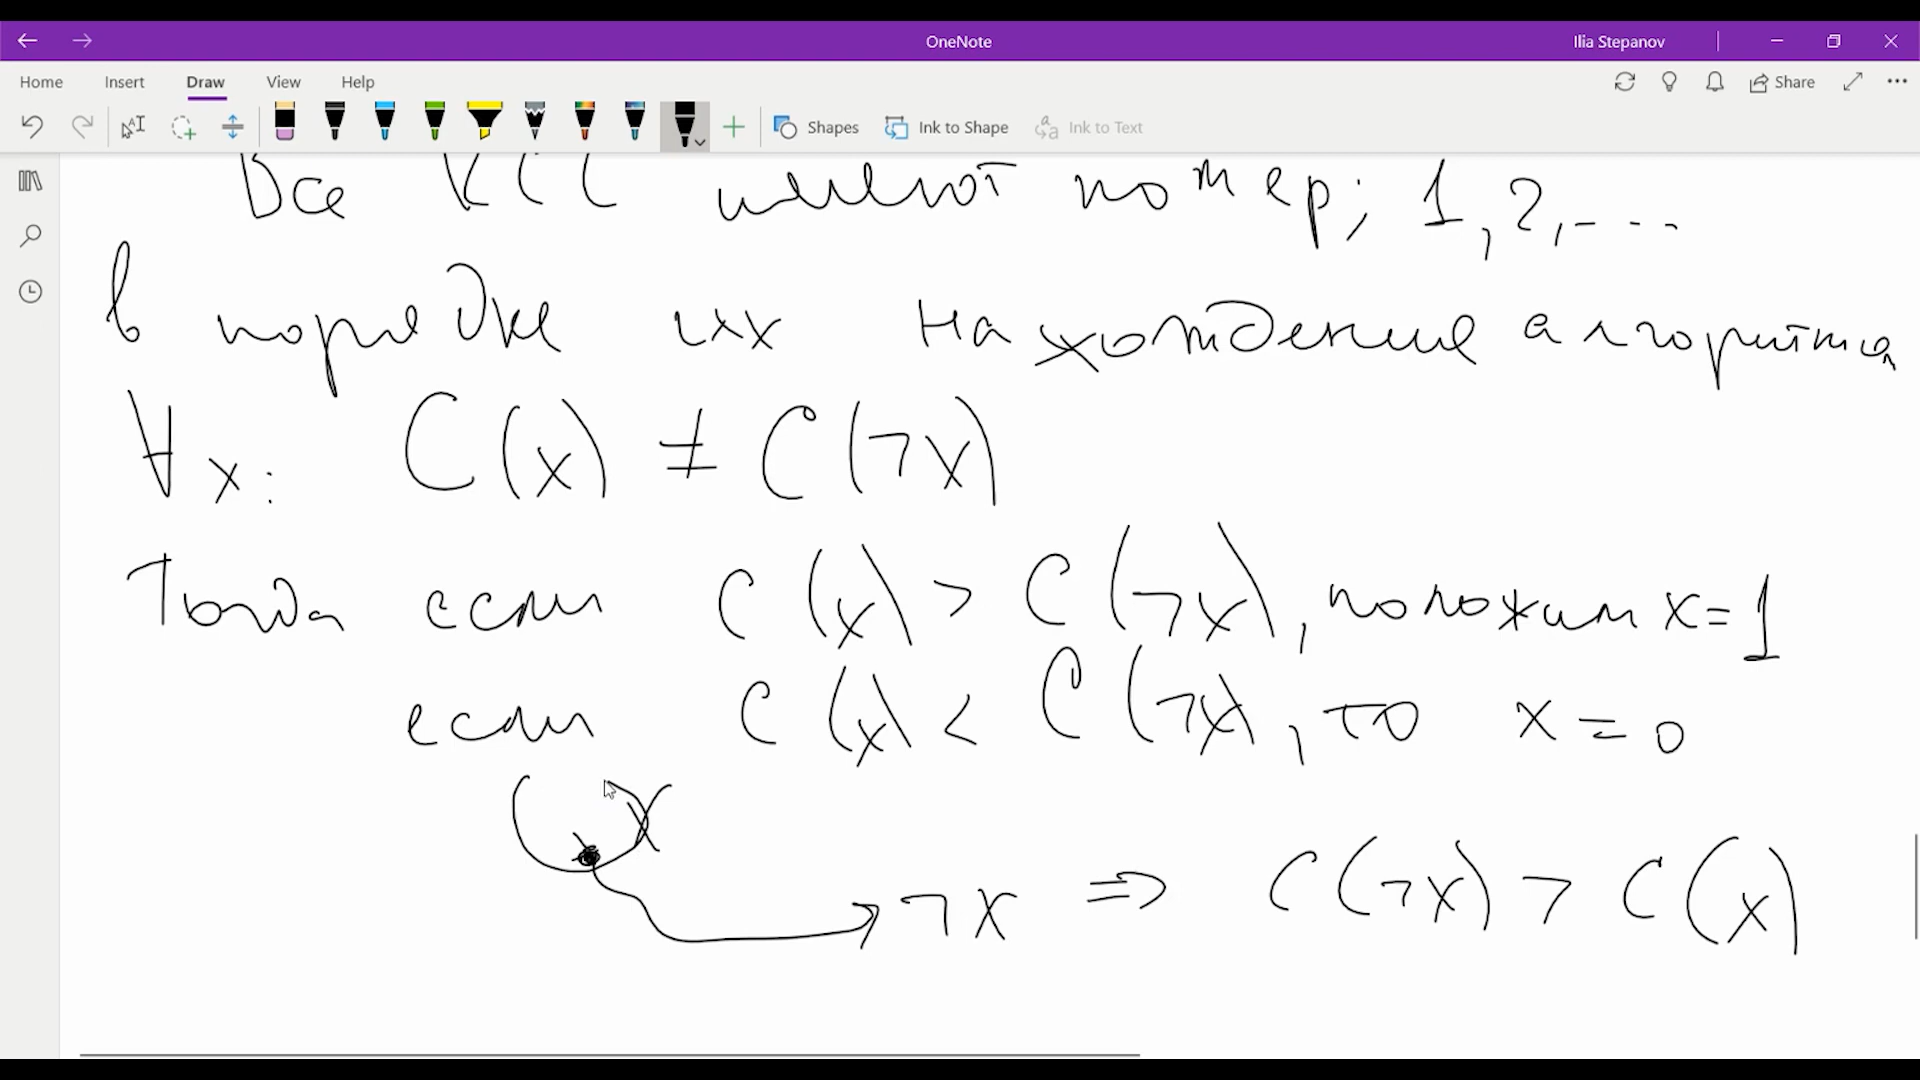 OneNote
Ilia Stepanov
Home Insert Draw View Help
Share
Shapes Ink to Shape Ink to Text
Все КСС имеют номер; 1, 2, ...
в порядке их нахождения алгоритма
∀x: C(x) ≠ C(¬x)
Тогда если C(x) > C(¬x), положим x = 1
если C(x) < C(¬x), то x = 0
x
¬x ⇒ C(¬x) > C(x)